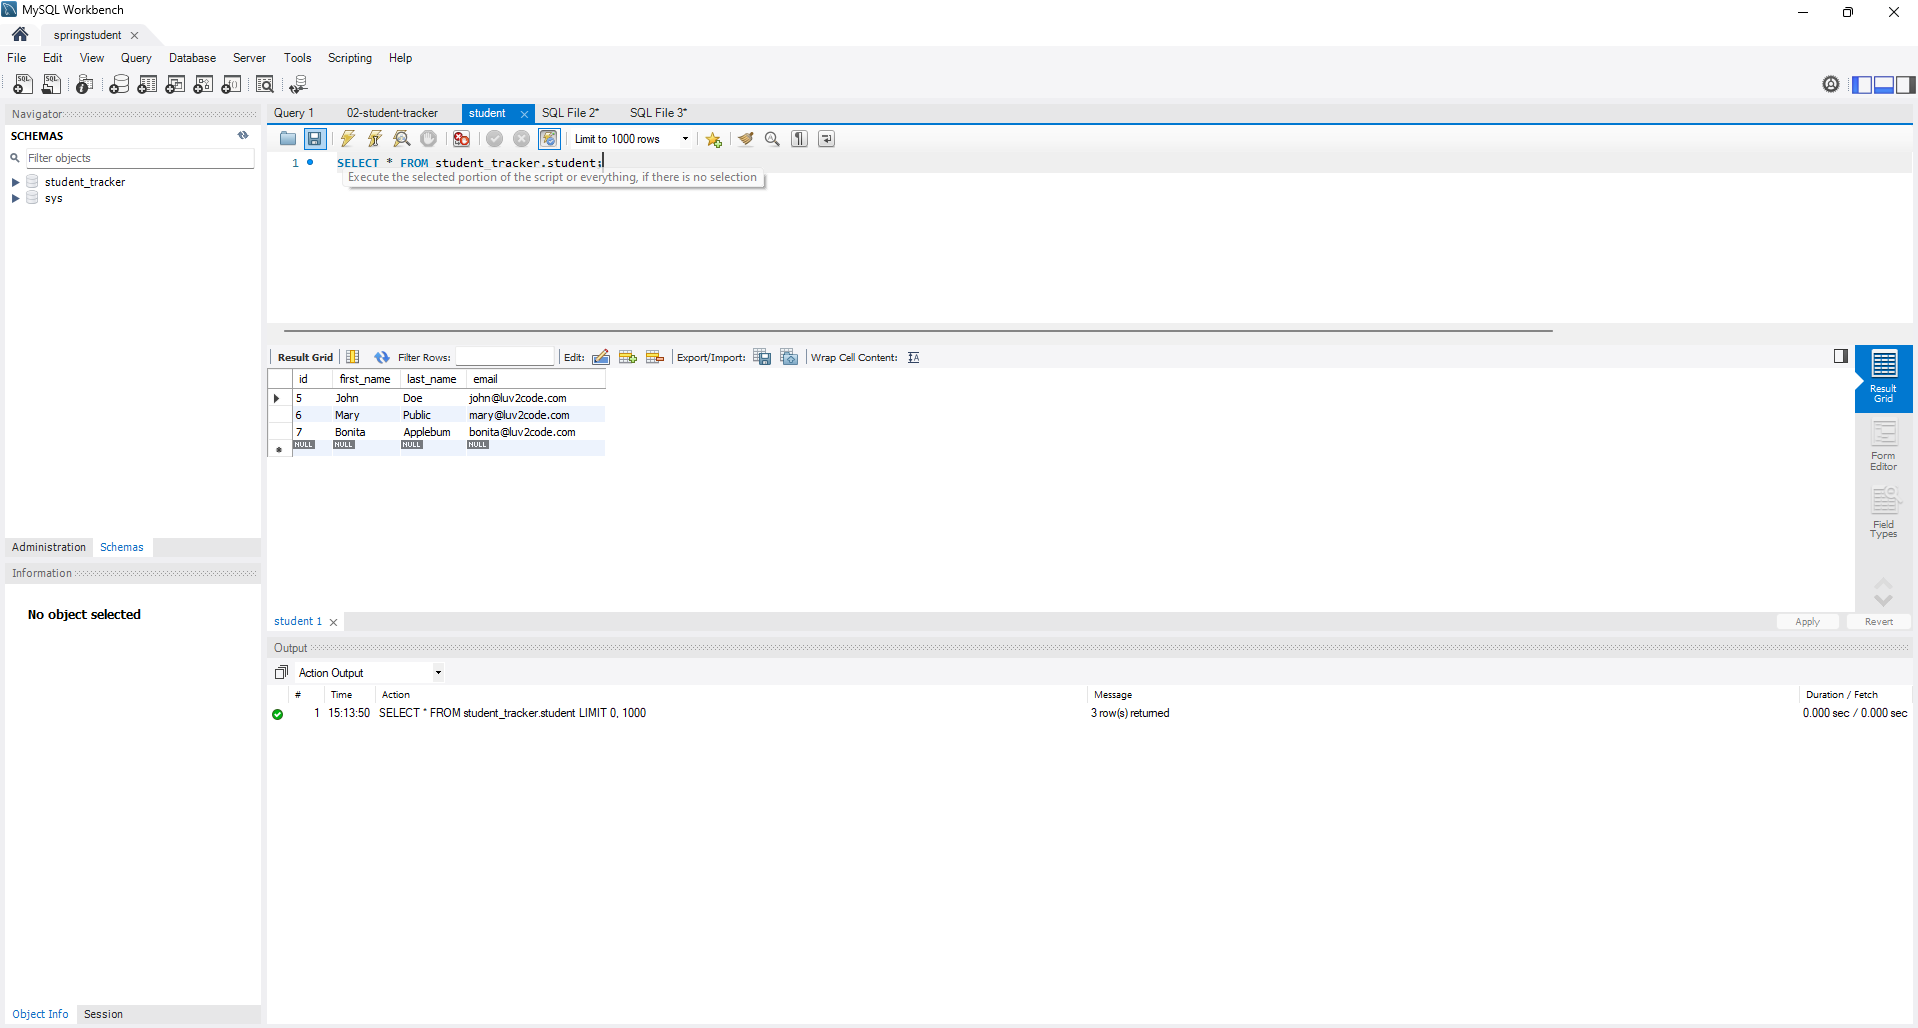 MySQL Workbench
springstudent
File Edit View Query Database Server Tools Scripting Help
Navigator
SCHEMAS
Filter objects
student_tracker
sys
Administration Schemas
Information
No object selected
Object Info Session
Query 1 02-student-tracker student SQL File 2* SQL File 3*
Limit to 1000 rows
1 SELECT * FROM student_tracker.student;
Execute the selected portion of the script or everything, if there is no selection
Result Grid Filter Rows: Edit: Export/Import: Wrap Cell Content:
id first_name last_name email
5 John Doe john@luv2code.com
6 Mary Public mary@luv2code.com
7 Bonita Applebum bonita@luv2code.com
NULL NULL NULL NULL
Result
Grid
Form
Editor
Field
Types
student 1
Apply Revert
Output
Action Output
# Time Action Message Duration / Fetch
1 15:13:50 SELECT * FROM student_tracker.student LIMIT 0, 1000 3 row(s) returned 0.000 sec / 0.000 sec